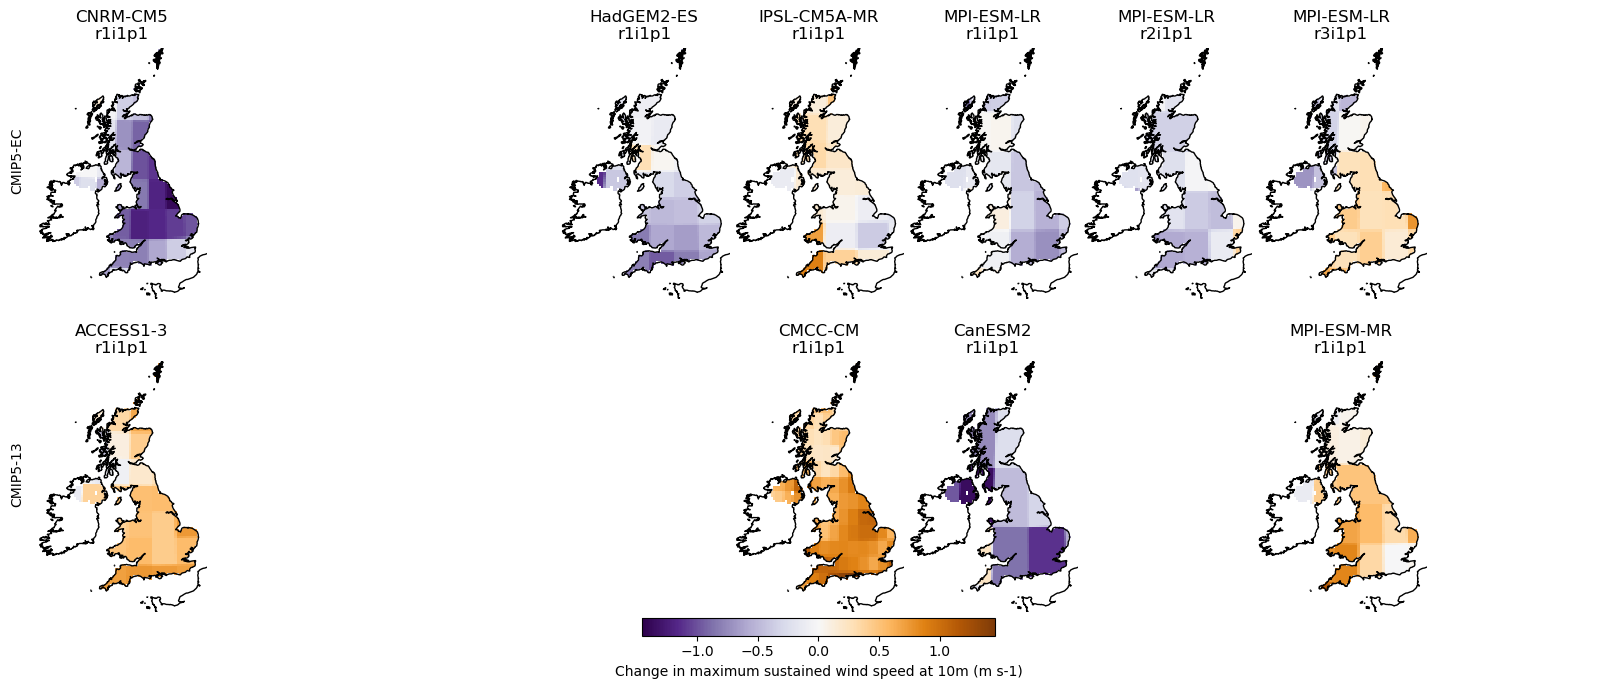 CNRM-CM5
r1i1p1
HadGEM2-ES
r1i1p1
IPSL-CM5A-MR
r1i1p1
MPI-ESM-LR
r1i1p1
MPI-ESM-LR
r2i1p1
MPI-ESM-LR
r3i1p1
CMIP5-EC
ACCESS1-3
r1i1p1
CMCC-CM
r1i1p1
CanESM2
r1i1p1
MPI-ESM-MR
r1i1p1
CMIP5-13
−1.0 −0.5 0.0 0.5 1.0
Change in maximum sustained wind speed at 10m (m s-1)